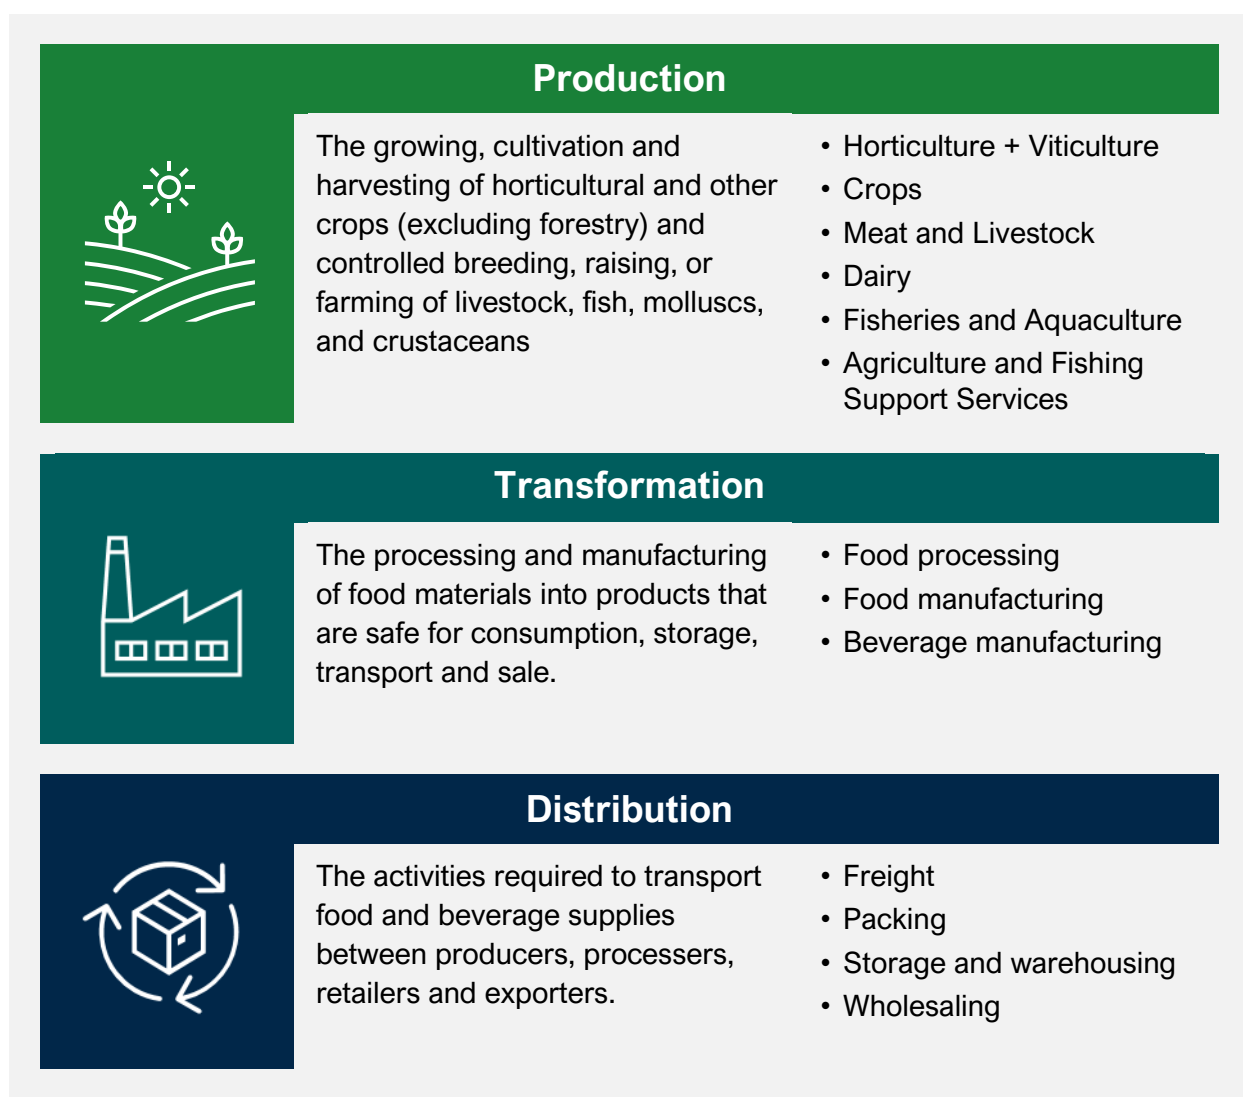 Production
The growing, cultivation and
harvesting of horticultural and other
crops (excluding forestry) and
controlled breeding, raising, or
farming of livestock, fish, molluscs,
and crustaceans
• Horticulture + Viticulture
• Crops
• Meat and Livestock
• Dairy
• Fisheries and Aquaculture
• Agriculture and Fishing
Support Services
Transformation
The processing and manufacturing
of food materials into products that
are safe for consumption, storage,
transport and sale.
• Food processing
• Food manufacturing
• Beverage manufacturing
Distribution
The activities required to transport
food and beverage supplies
between producers, processers,
retailers and exporters.
• Freight
• Packing
• Storage and warehousing
• Wholesaling